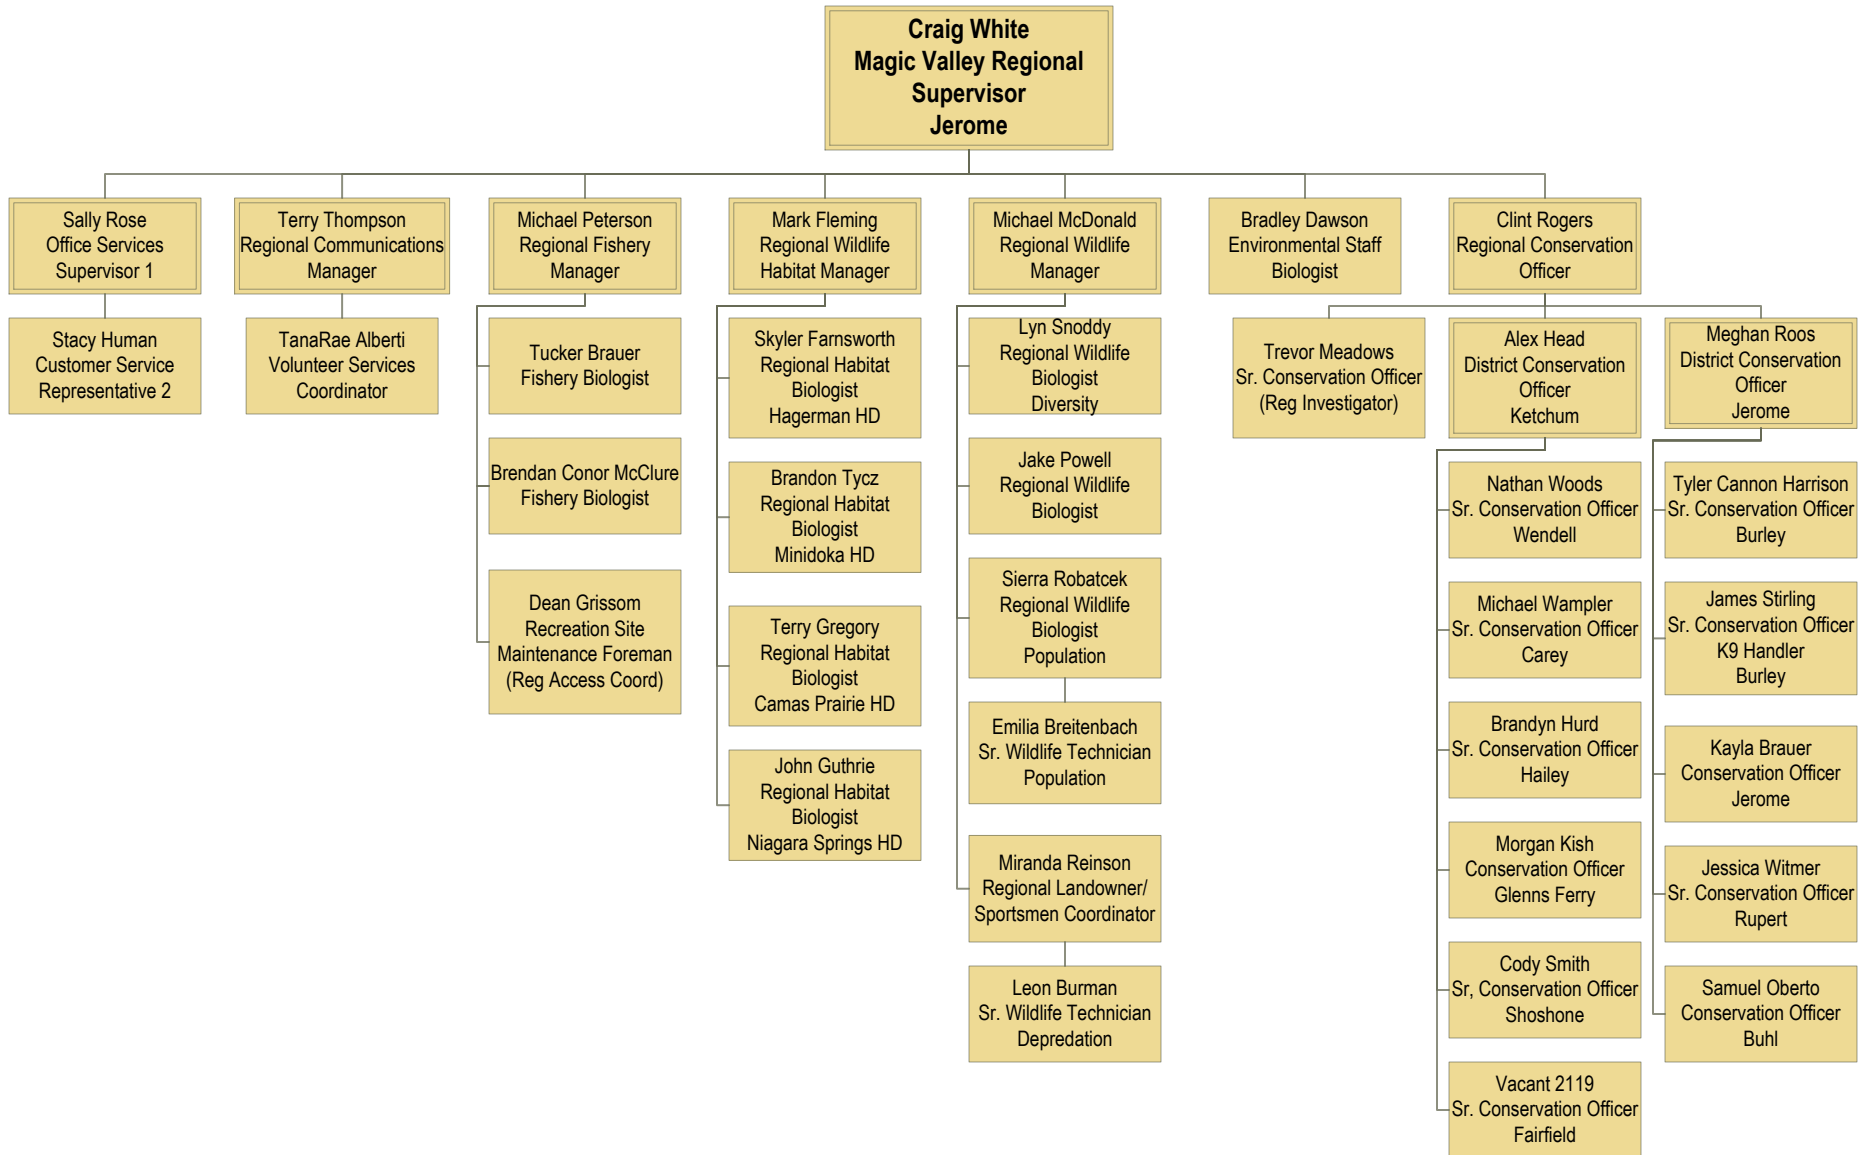 Craig White
Magic Valley Regional
Supervisor
Jerome
Sally Rose
Office Services
Supervisor 1
Terry Thompson
Regional Communications
Manager
Michael Peterson
Regional Fishery
Manager
Mark Fleming
Regional Wildlife
Habitat Manager
Michael McDonald
Regional Wildlife
Manager
Bradley Dawson
Environmental Staff
Biologist
Clint Rogers
Regional Conservation
Officer
Stacy Human
Customer Service
Representative 2
TanaRae Alberti
Volunteer Services
Coordinator
Tucker Brauer
Fishery Biologist
Brendan Conor McClure
Fishery Biologist
Dean Grissom
Recreation Site
Maintenance Foreman
(Reg Access Coord)
Skyler Farnsworth
Regional Habitat
Biologist
Hagerman HD
Brandon Tycz
Regional Habitat
Biologist
Minidoka HD
Terry Gregory
Regional Habitat
Biologist
Camas Prairie HD
John Guthrie
Regional Habitat
Biologist
Niagara Springs HD
Lyn Snoddy
Regional Wildlife
Biologist
Diversity
Jake Powell
Regional Wildlife
Biologist
Sierra Robatcek
Regional Wildlife
Biologist
Population
Emilia Breitenbach
Sr. Wildlife Technician
Population
Miranda Reinson
Regional Landowner/
Sportsmen Coordinator
Leon Burman
Sr. Wildlife Technician
Depredation
Trevor Meadows
Sr. Conservation Officer
(Reg Investigator)
Alex Head
District Conservation
Officer
Ketchum
Nathan Woods
Sr. Conservation Officer
Wendell
Michael Wampler
Sr. Conservation Officer
Carey
Brandyn Hurd
Sr. Conservation Officer
Hailey
Morgan Kish
Conservation Officer
Glenns Ferry
Cody Smith
Sr, Conservation Officer
Shoshone
Vacant 2119
Sr. Conservation Officer
Fairfield
Meghan Roos
District Conservation
Officer
Jerome
Tyler Cannon Harrison
Sr. Conservation Officer
Burley
James Stirling
Sr. Conservation Officer
K9 Handler
Burley
Kayla Brauer
Conservation Officer
Jerome
Jessica Witmer
Sr. Conservation Officer
Rupert
Samuel Oberto
Conservation Officer
Buhl